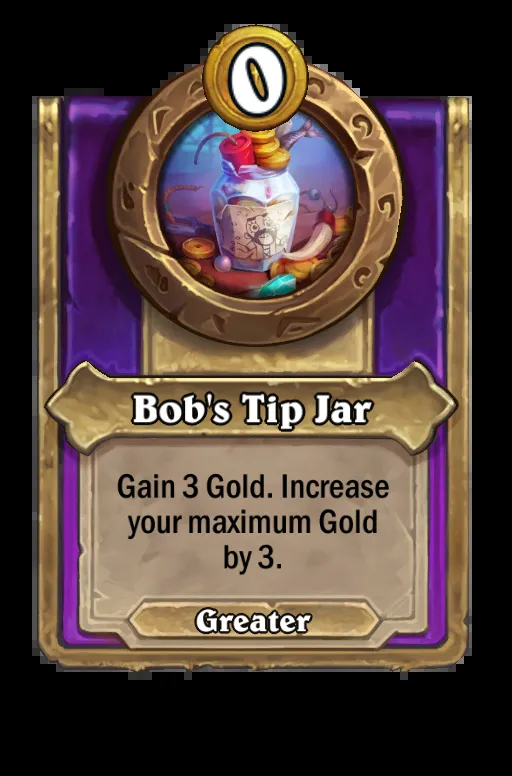 0
Bob's Tip Jar
Gain 3 Gold. Increase
your maximum Gold
by 3.
Greater